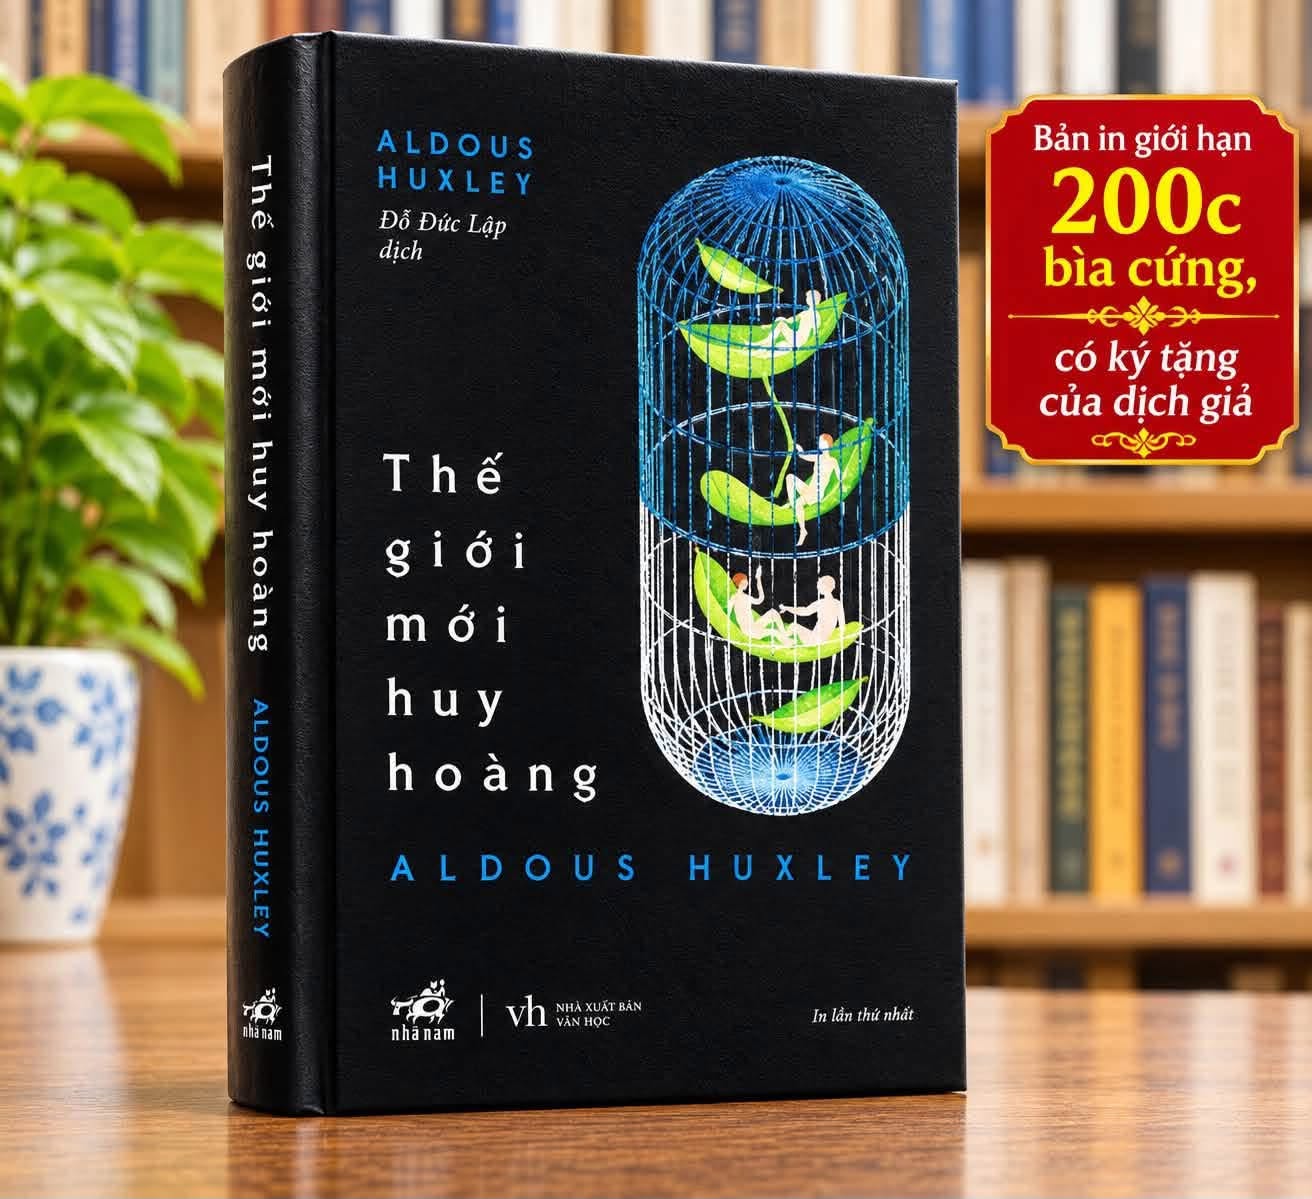 Thế giới mới huy hoàng
ALDOUS HUXLEY
nhã nam
ALDOUS
HUXLEY
Đỗ Đức Lập
dịch
Thế
giới
mới
huy
hoàng
ALDOUS HUXLEY
nhã nam
vh
NHÀ XUẤT BẢN
VĂN HỌC
In lần thứ nhất
Bản in giới hạn
200c
bìa cứng,
có ký tặng
của dịch giả